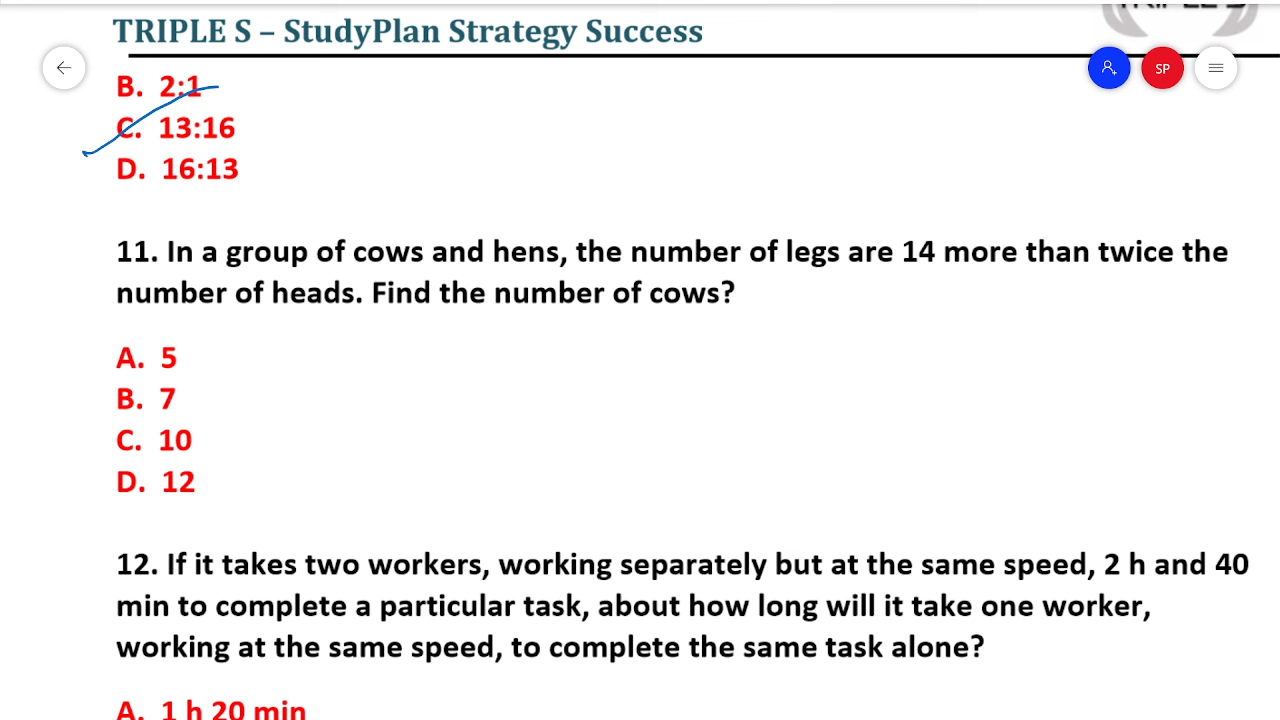 TRIPLE S – StudyPlan Strategy Success
SP
B. 2:1
C. 13:16
D. 16:13
11. In a group of cows and hens, the number of legs are 14 more than twice the
number of heads. Find the number of cows?
A. 5
B. 7
C. 10
D. 12
12. If it takes two workers, working separately but at the same speed, 2 h and 40
min to complete a particular task, about how long will it take one worker,
working at the same speed, to complete the same task alone?
A. 1 h 20 min